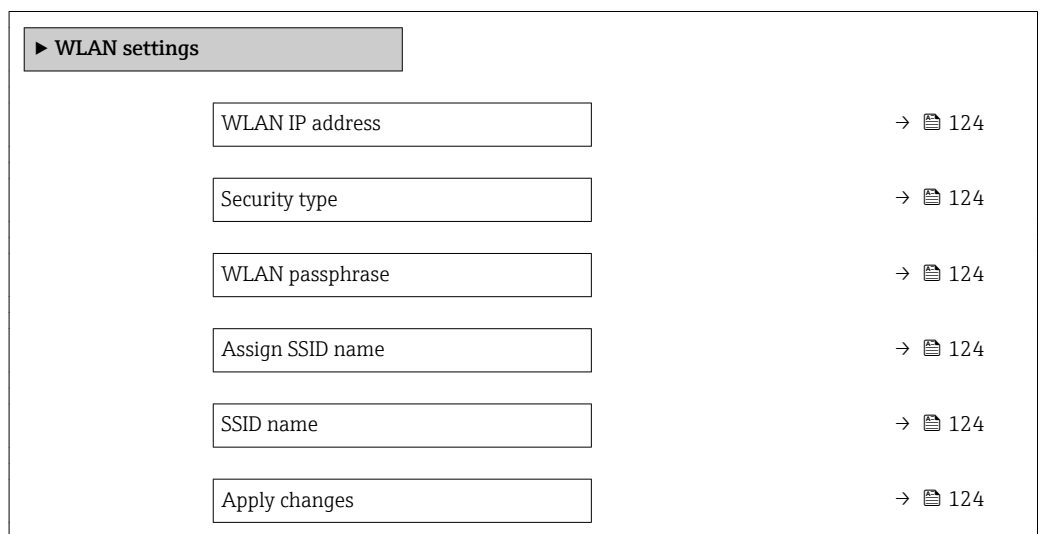 ▶ WLAN settings
WLAN IP address → 124
Security type → 124
WLAN passphrase → 124
Assign SSID name → 124
SSID name → 124
Apply changes → 124